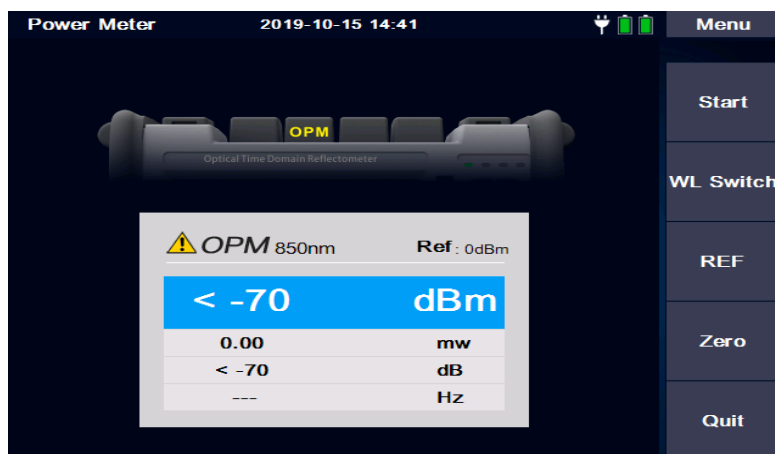 Power Meter 2019-10-15 14:41 Menu
Start
OPM
Optical Time Domain Reflectometer
WL Switch
OPM 850nm Ref: 0dBm
REF
< -70 dBm
0.00 mw
Zero
< -70 dB
--- Hz
Quit